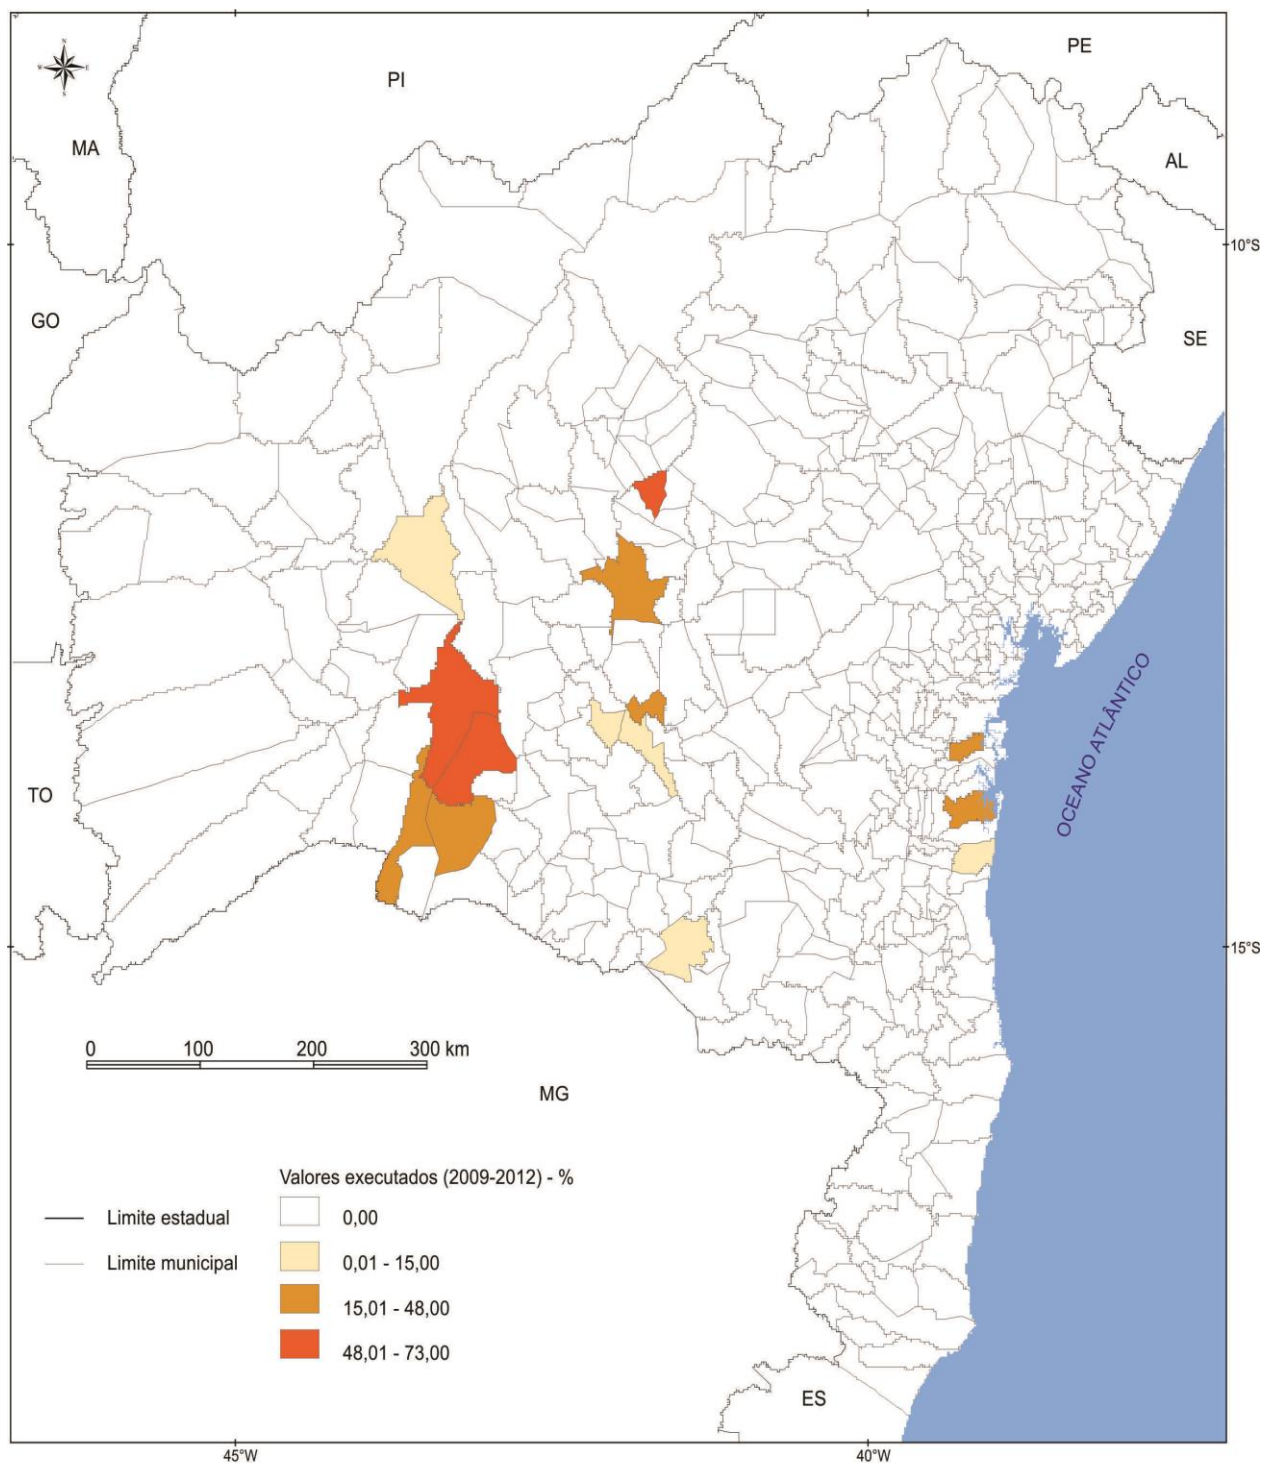 N
W
E
S
PE
PI
MA
AL
10°S
GO
SE
OCEANO ATLÂNTICO
TO
15°S
0 100 200 300 km
MG
Valores executados (2009-2012) - %
Limite estadual
0,00
Limite municipal
0,01 - 15,00
15,01 - 48,00
48,01 - 73,00
ES
45°W
40°W